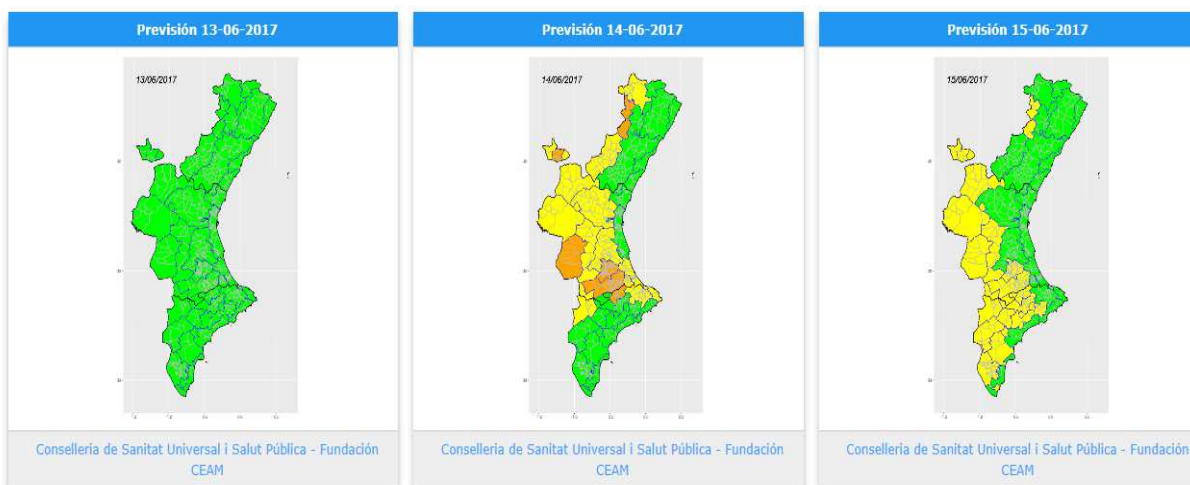 Previsión 13-06-2017
13/06/2017
Conselleria de Sanitat Universal i Salut Pública - Fundación
CEAM
Previsión 14-06-2017
14/06/2017
Conselleria de Sanitat Universal i Salut Pública - Fundación
CEAM
Previsión 15-06-2017
15/06/2017
Conselleria de Sanitat Universal i Salut Pública - Fundación
CEAM